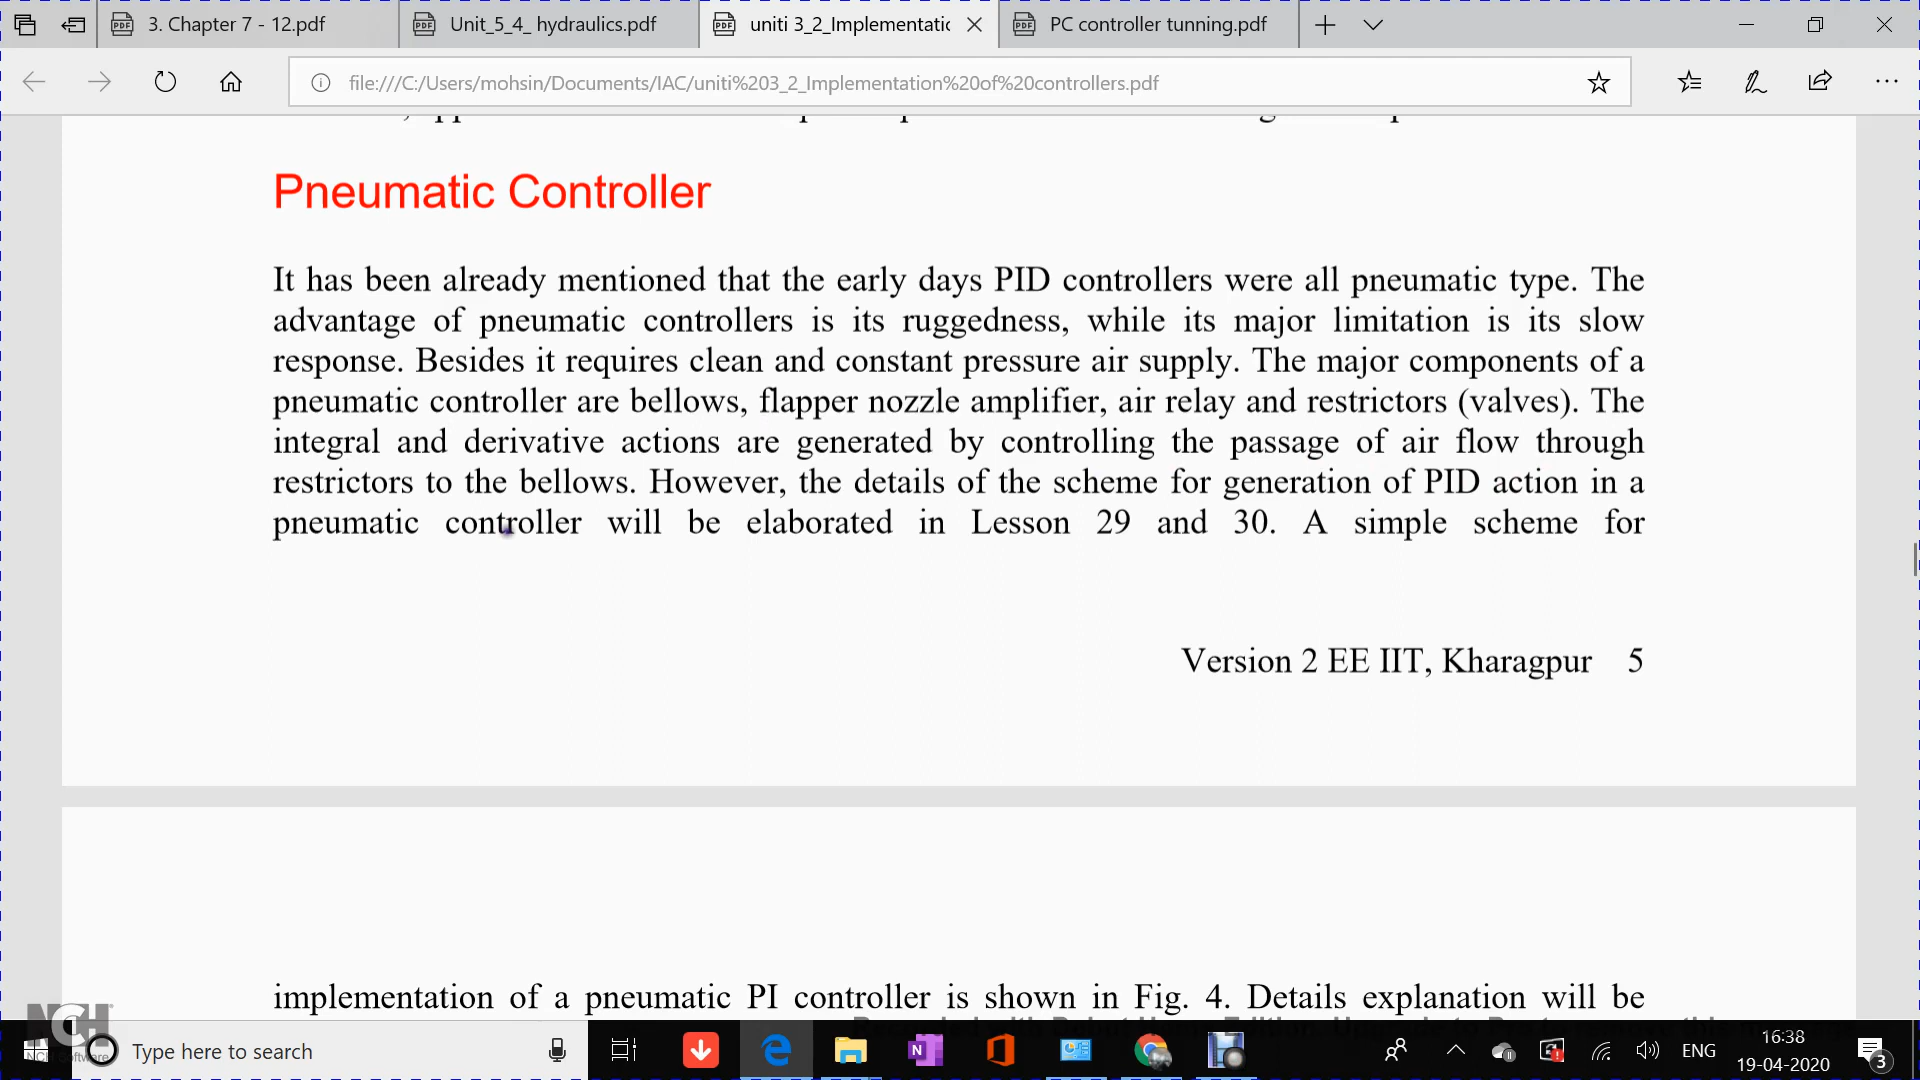 3. Chapter 7 - 12.pdf
Unit_5_4_ hydraulics.pdf
uniti 3_2_Implementatic
PC controller tunning.pdf
file:///C:/Users/mohsin/Documents/IAC/uniti%203_2_Implementation%20of%20controllers.pdf
Pneumatic Controller
It has been already mentioned that the early days PID controllers were all pneumatic type. The
advantage of pneumatic controllers is its ruggedness, while its major limitation is its slow
response. Besides it requires clean and constant pressure air supply. The major components of a
pneumatic controller are bellows, flapper nozzle amplifier, air relay and restrictors (valves). The
integral and derivative actions are generated by controlling the passage of air flow through
restrictors to the bellows. However, the details of the scheme for generation of PID action in a
pneumatic controller will be elaborated in Lesson 29 and 30. A simple scheme for
Version 2 EE IIT, Kharagpur 5
implementation of a pneumatic PI controller is shown in Fig. 4. Details explanation will be
NCH
Type here to search
ENG
16:38
19-04-2020
3